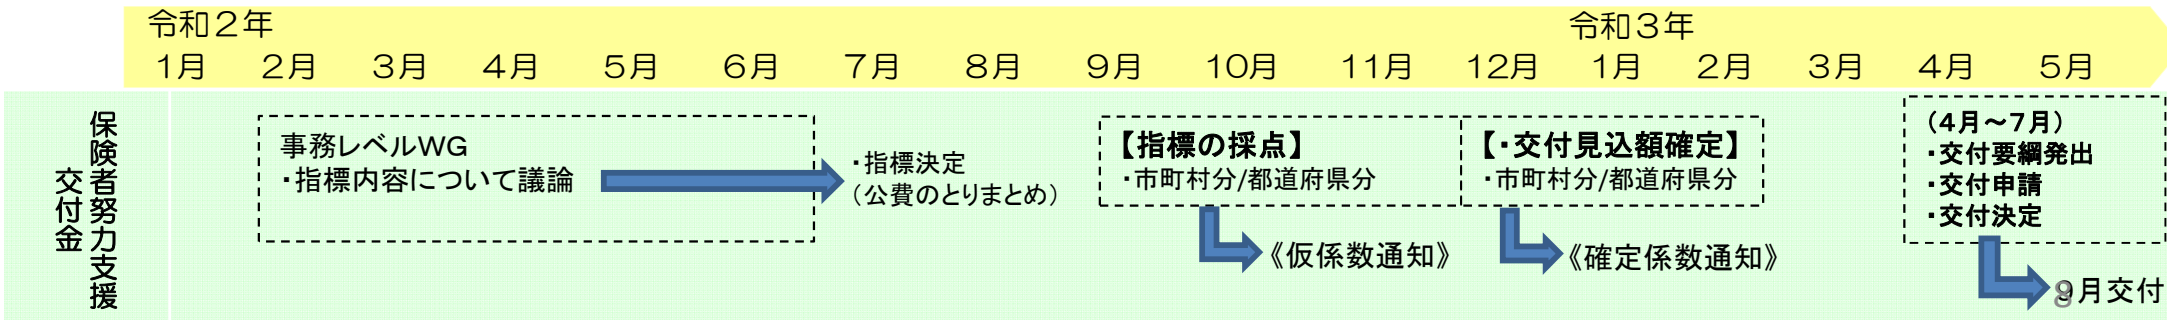 令和2年
令和3年
1月 2月 3月 4月 5月 6月 7月 8月 9月 10月 11月 12月 1月 2月 3月 4月 5月
保険者努力支援
交付金
事務レベルWG
・指標内容について議論
・指標決定
（公費のとりまとめ）
【指標の採点】
・市町村分/都道府県分
《仮係数通知》
【・交付見込額確定】
・市町村分/都道府県分
《確定係数通知》
（4月～7月）
・交付要綱発出
・交付申請
・交付決定
9月交付
8